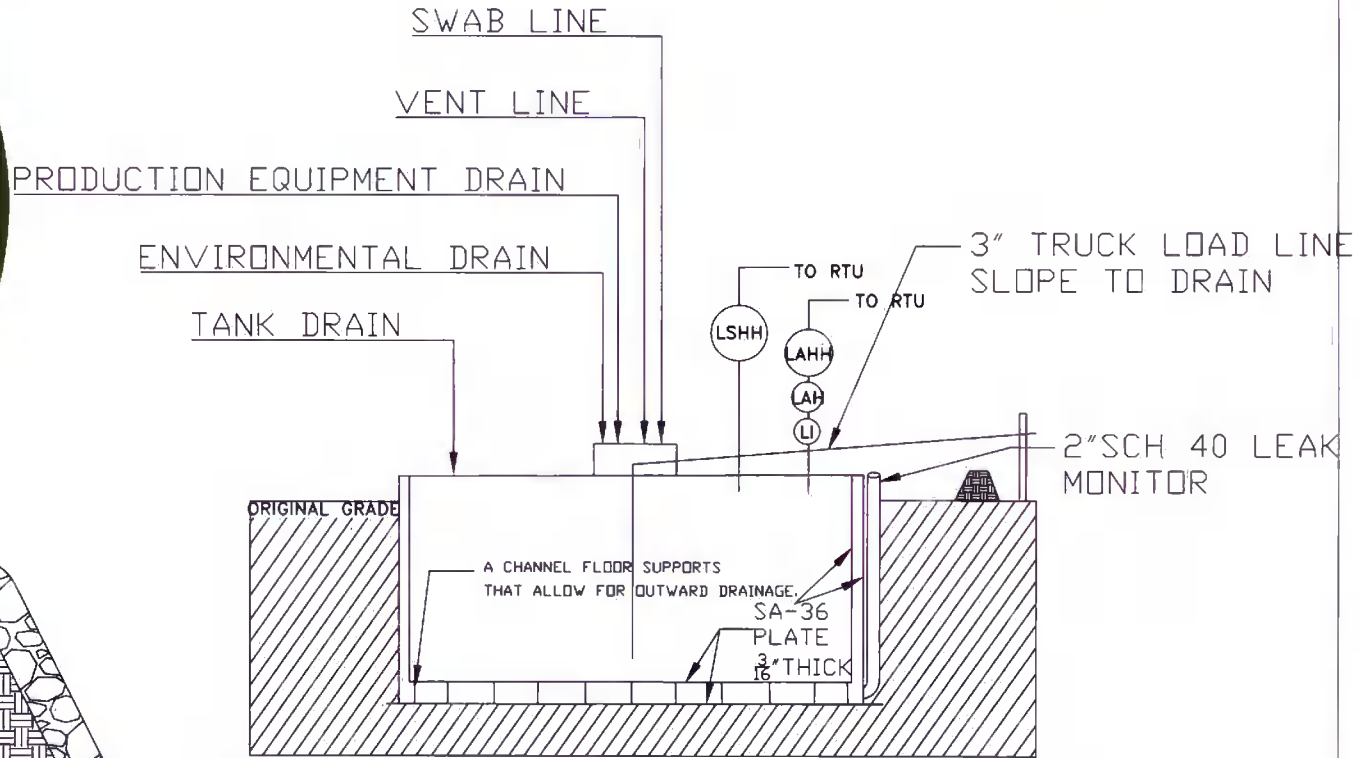 SWAB LINE
VENT LINE
PRODUCTION EQUIPMENT DRAIN
ENVIRONMENTAL DRAIN
TANK DRAIN
TO RTU
TO RTU
3" TRUCK LOAD LINE
SLOPE TO DRAIN
LSHH
LAHH
LAH
LI
2"SCH 40 LEAK
MONITOR
ORIGINAL GRADE
A CHANNEL FLOOR SUPPORTS
THAT ALLOW FOR OUTWARD DRAINAGE.
SA-36
PLATE
3/16"THICK